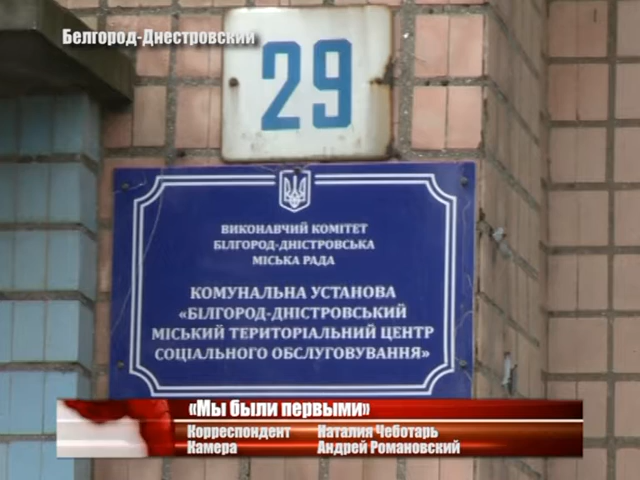 Белгород-Днестровский
29
ВИКОНАВЧИЙ КОМІТЕТ
БІЛГОРОД-ДНІСТРОВСЬКА
МІСЬКА РАДА
КОМУНАЛЬНА УСТАНОВА
«БІЛГОРОД-ДНІСТРОВСЬКИЙ
МІСЬКИЙ ТЕРИТОРІАЛЬНИЙ ЦЕНТР
СОЦІАЛЬНОГО ОБСЛУГОВУВАННЯ»
«Мы были первыми»
Корреспондент Наталия Чеботарь
Камера Андрей Романовский